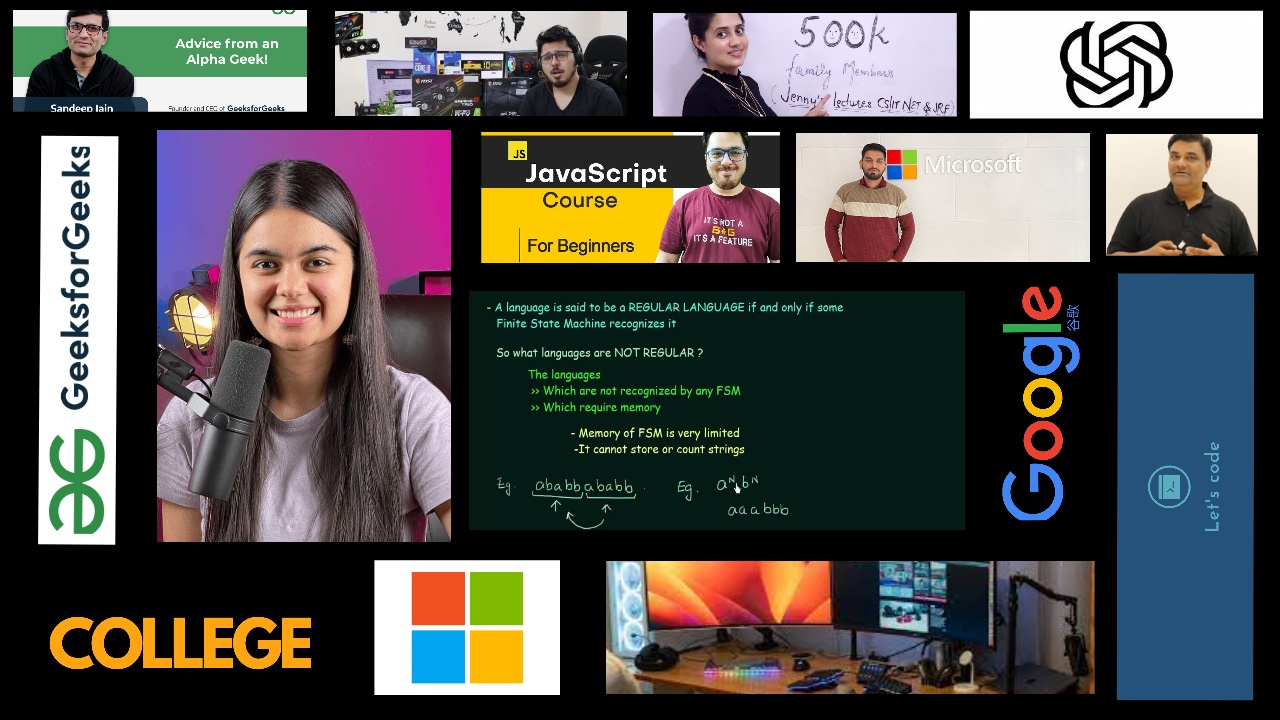 Advice from an
Alpha Geek!
Sandeep Jain
Founder and CEO of GeeksforGeeks
500k
family Members
(Jenny's lectures CS/IT NET & JRF)
GeeksforGeeks
JS
JavaScript
Course
For Beginners
IT'S NOT A
BUG
IT'S A FEATURE
Microsoft
- A language is said to be a REGULAR LANGUAGE if and only if some
Finite State Machine recognizes it
So what languages are NOT REGULAR ?
The languages
>> Which are not recognized by any FSM
>> Which require memory
- Memory of FSM is very limited
-It cannot store or count strings
Eg. ababbababb .
Eg. aᴺbᴺ
aaabbb
Google
谷歌
Let's code
COLLEGE